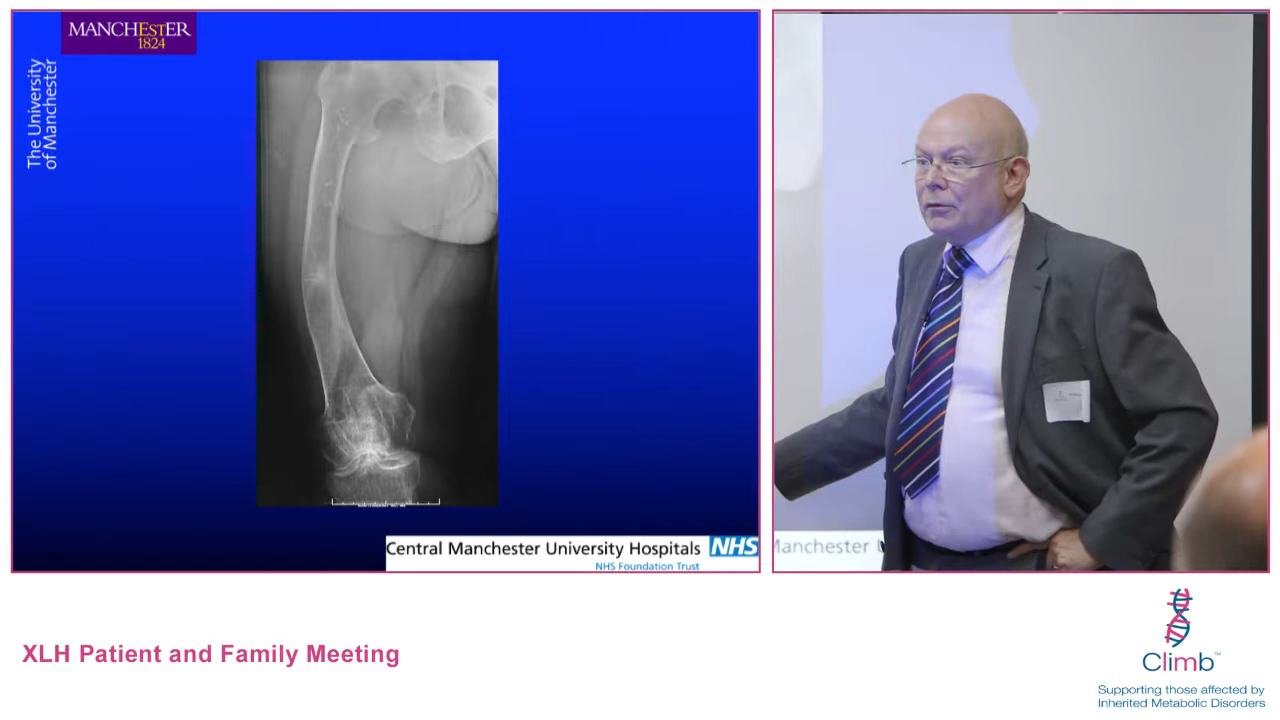 MANCHESTER
1824
The University
of Manchester
Central Manchester University Hospitals NHS
NHS Foundation Trust
Manchester
XLH Patient and Family Meeting
Climb™
Supporting those affected by
Inherited Metabolic Disorders